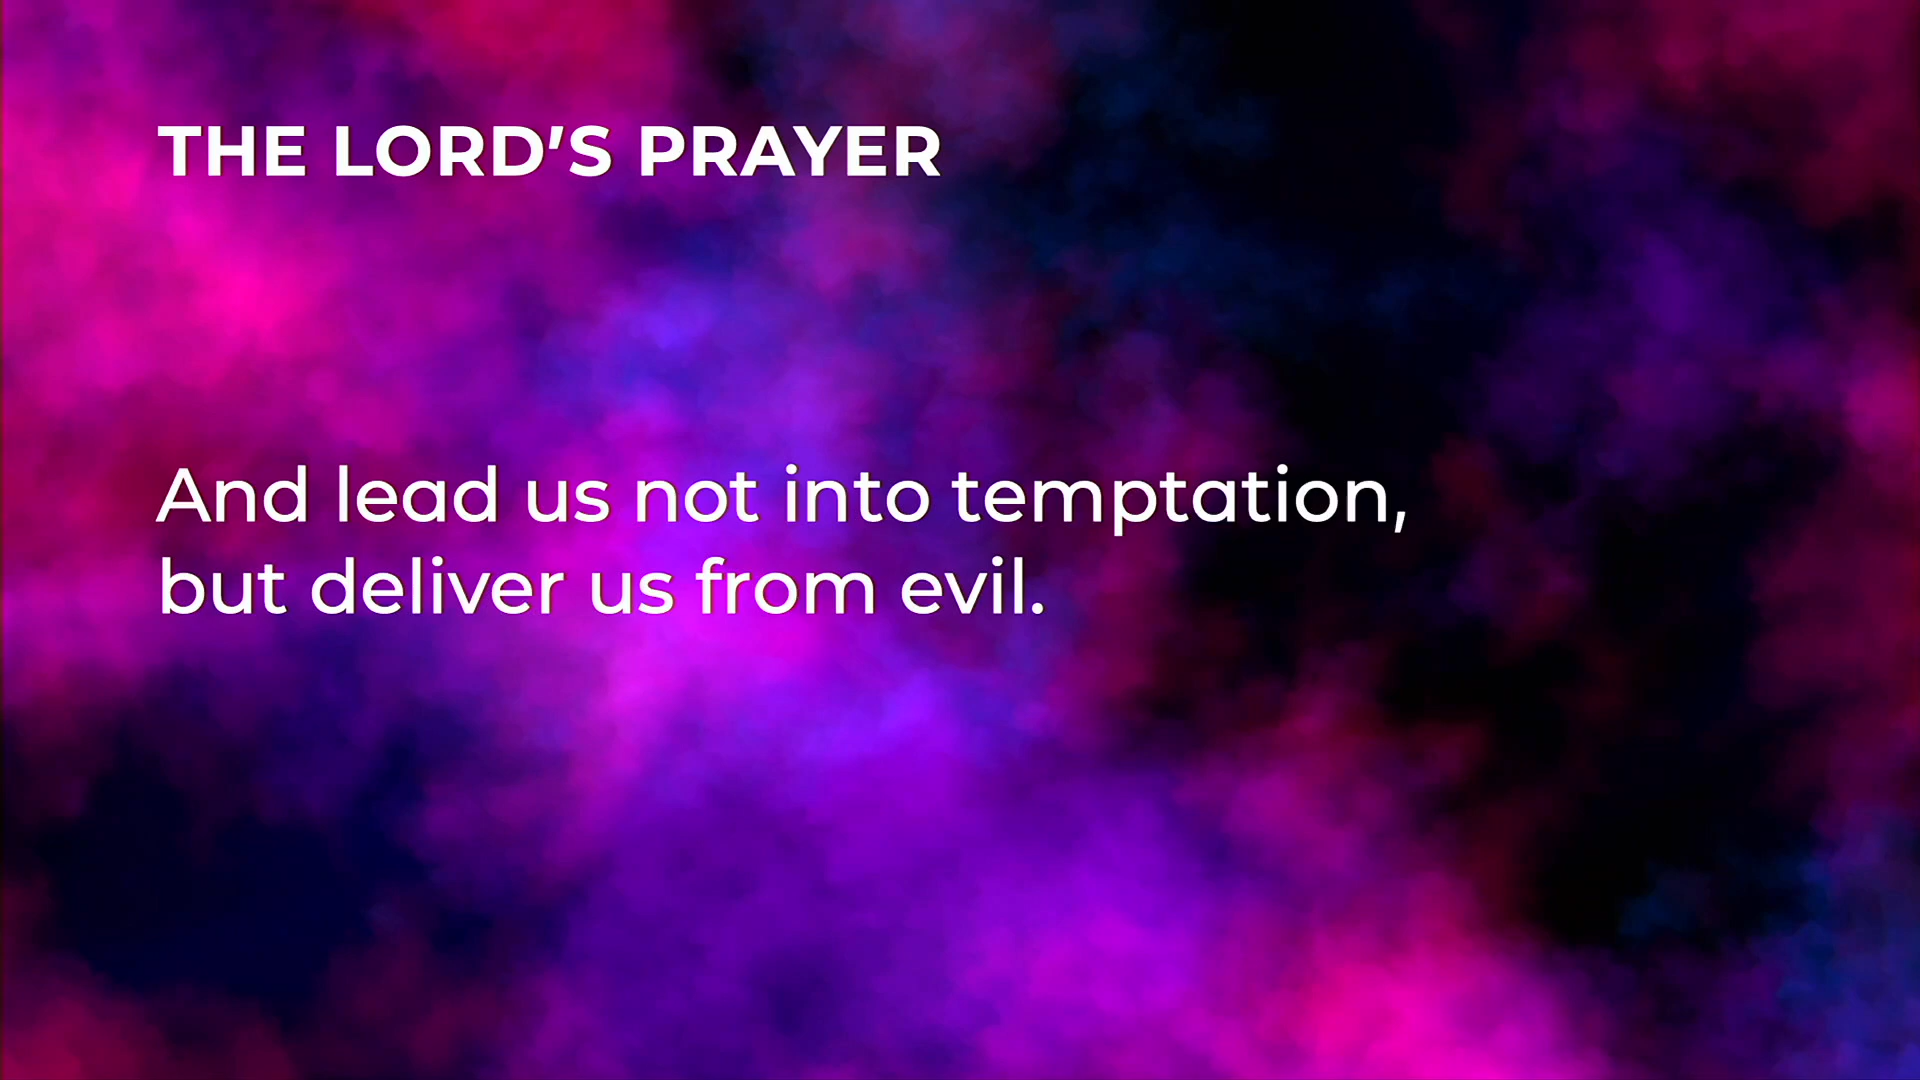 THE LORD'S PRAYER
And lead us not into temptation,
but deliver us from evil.